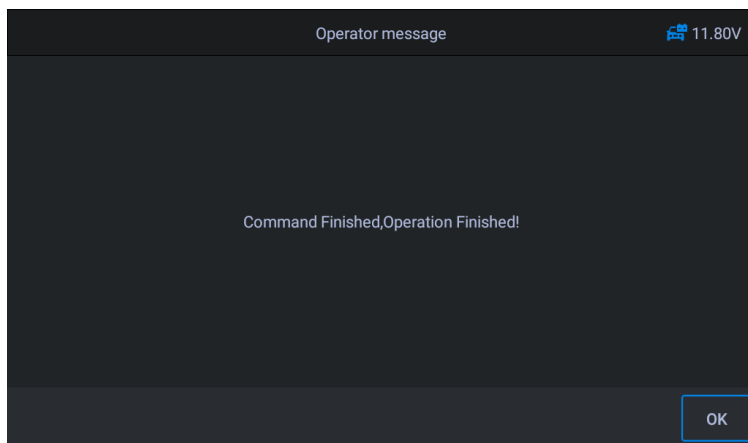 Operator message
11.80V
Command Finished,Operation Finished!
OK